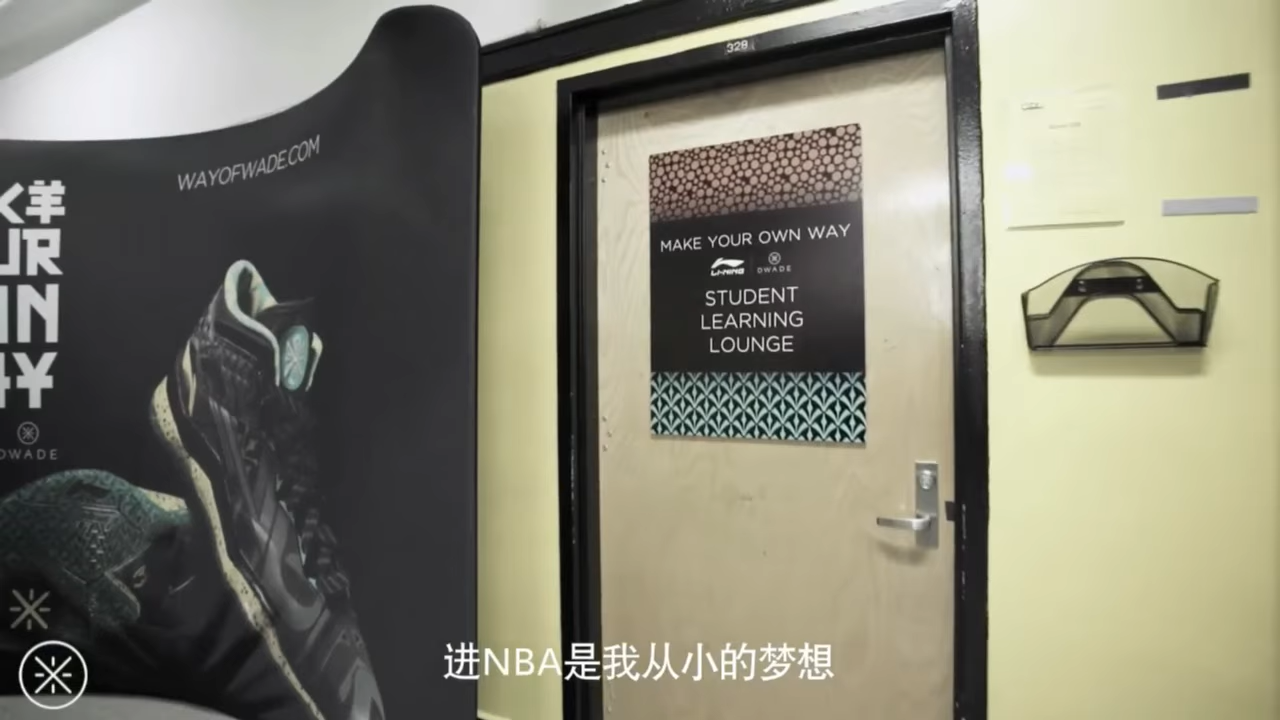 WAYOFWADE.COM
DWADE
328
MAKE YOUR OWN WAY
LI-NING DWADE
STUDENT
LEARNING
LOUNGE
进NBA是我从小的梦想